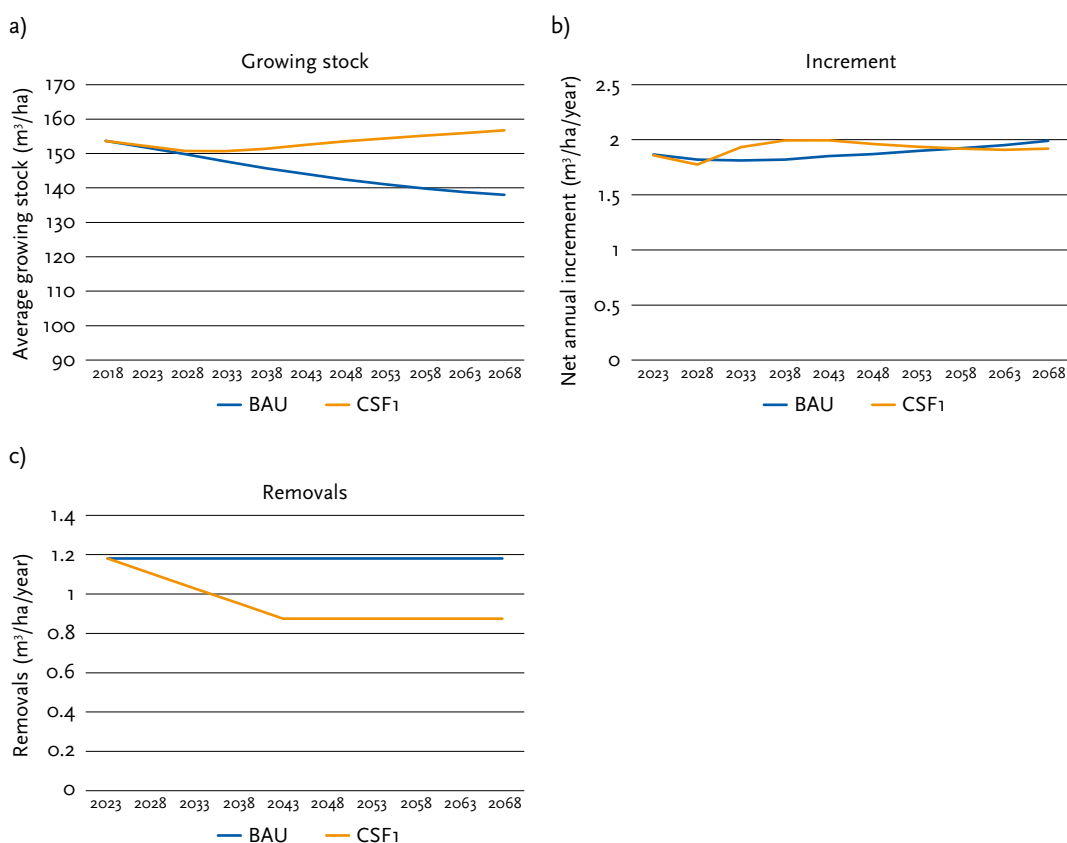 a)
Growing stock
Average growing stock (m³/ha)
170
160
150
140
130
120
110
100
90
2018 2023 2028 2033 2038 2043 2048 2053 2058 2063 2068
BAU CSF1
b)
Increment
Net annual increment (m³/ha/year)
2.5
2
1.5
1
0.5
0
2023 2028 2033 2038 2043 2048 2053 2058 2063 2068
BAU CSF1
c)
Removals
Removals (m³/ha/year)
1.4
1.2
1
0.8
0.6
0.4
0.2
0
2023 2028 2033 2038 2043 2048 2053 2058 2063 2068
BAU CSF1